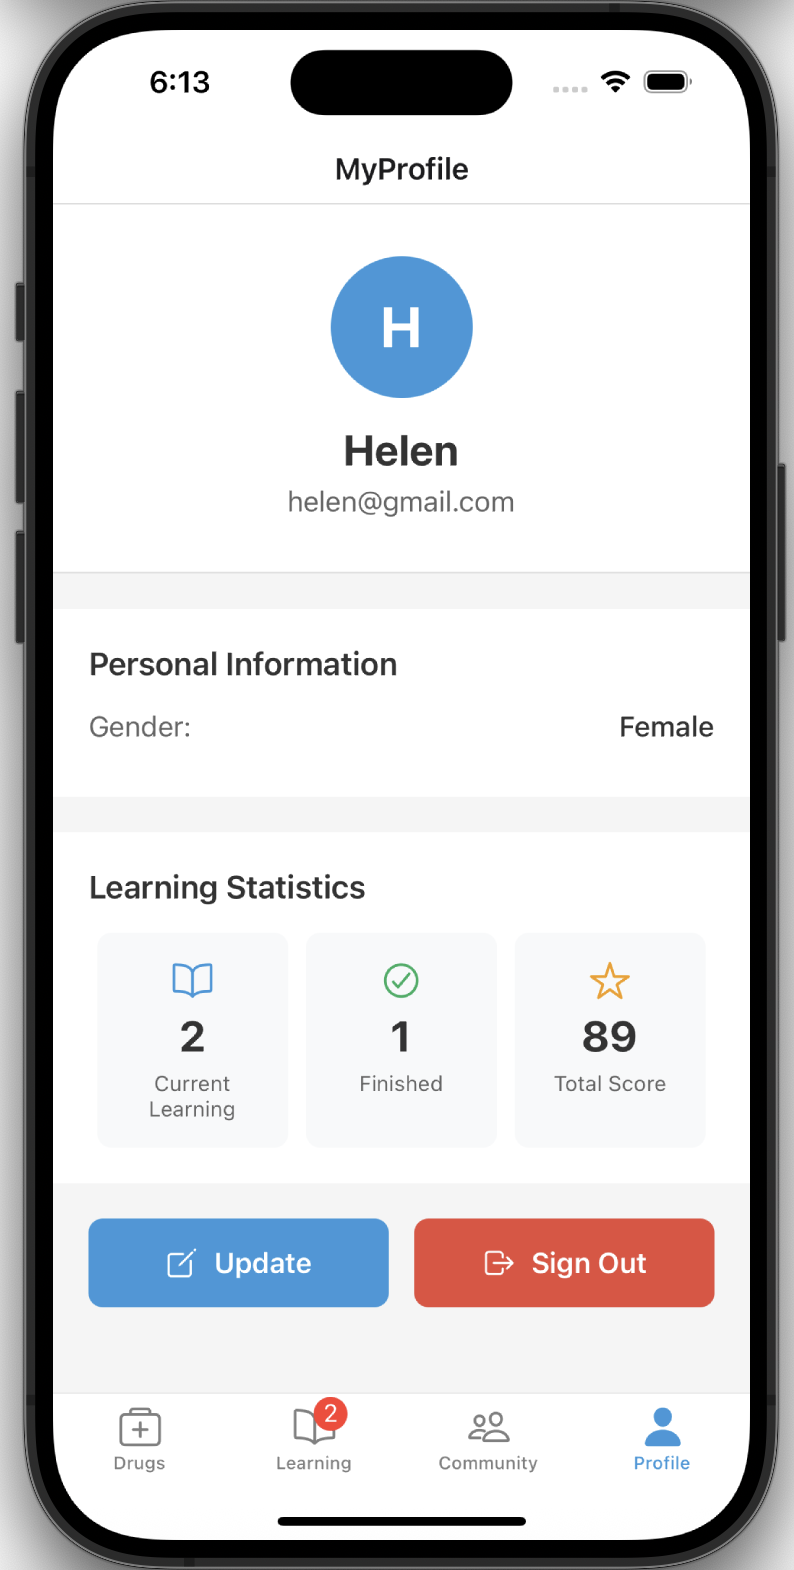 6:13
MyProfile
H
Helen
helen@gmail.com
Personal Information
Gender: Female
Learning Statistics
2
Current
Learning
1
Finished
89
Total Score
Update
Sign Out
2
Drugs
Learning
Community
Profile